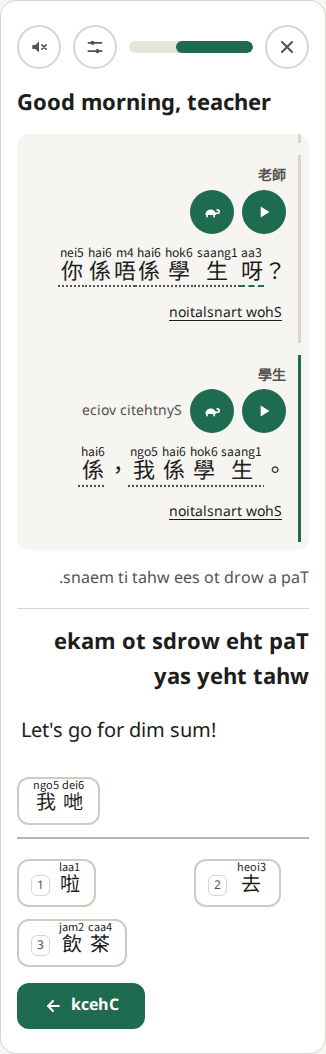 Good morning, teacher
老師
nei5 hai6 m4 hai6 hok6 saang1 aa3
你係唔係學生呀？
noitalsnart wohS
學生
eciov citehtnyS
hai6 ngo5 hai6 hok6 saang1
係，我係學生。
noitalsnart wohS
.snaem ti tahw ees ot drow a paT
ekam ot sdrow eht paT
yas yeht tahw
Let's go for dim sum!
ngo5 dei6
我哋
laa1
1 啦
heoi3
2 去
jam2 caa4
3 飲茶
← kcehC